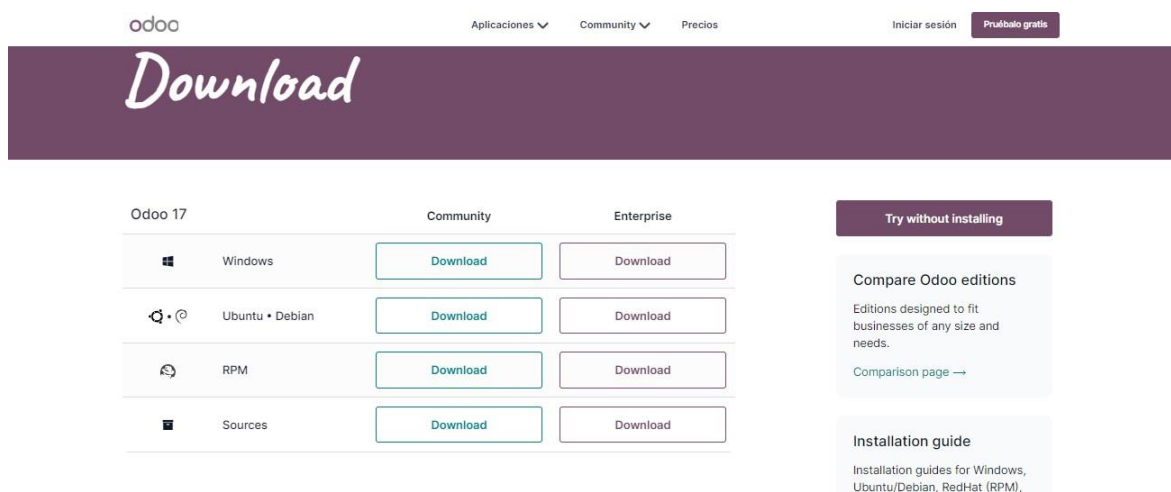 odoo Aplicaciones Community Precios Iniciar sesión Pruébalo gratis
Download
Odoo 17 Community Enterprise
Windows Download Download
Ubuntu • Debian Download Download
RPM Download Download
Sources Download Download
Try without installing
Compare Odoo editions
Editions designed to fit
businesses of any size and
needs.
Comparison page →
Installation guide
Installation guides for Windows,
Ubuntu/Debian, RedHat (RPM),